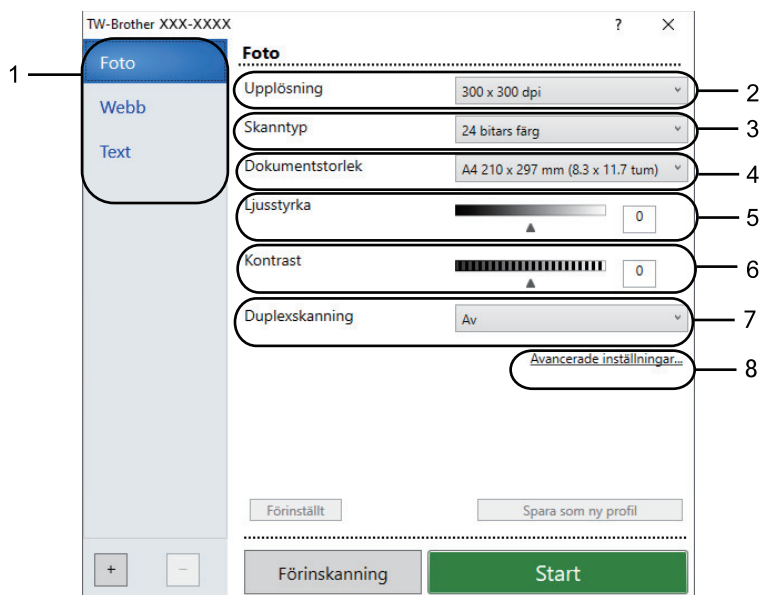 TW-Brother XXX-XXXX ? ×
1
Foto
Webb
Text
Foto
Upplösning 300 x 300 dpi 2
Skanntyp 24 bitars färg 3
Dokumentstorlek A4 210 x 297 mm (8.3 x 11.7 tum) 4
Ljusstyrka 0 5
Kontrast 0 6
Duplexskanning Av 7
Avancerade inställningar... 8
Förinställt Spara som ny profil
+ − Förinskanning Start